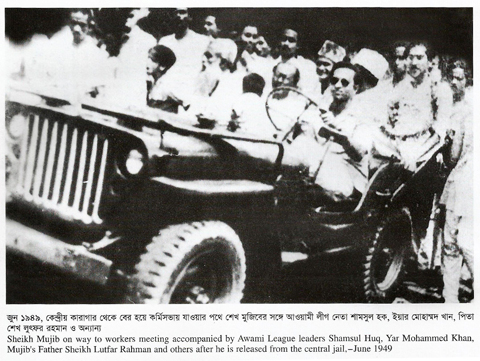 জুন ১৯৪৯, কেন্দ্রীয় কারাগার থেকে বের হয়ে কর্মিসভায় যাওয়ার পথে শেখ মুজিবের সঙ্গে আওয়ামী লীগ নেতা শামসুল হক, ইয়ার মোহাম্মদ খান, পিতা
শেখ লুৎফর রহমান ও অন্যান্য
Sheikh Mujib on way to workers meeting accompanied by Awami League leaders Shamsul Huq, Yar Mohammed Khan,
Mujib's Father Sheikh Lutfar Rahman and others after he is released from the central jail,–June 1949